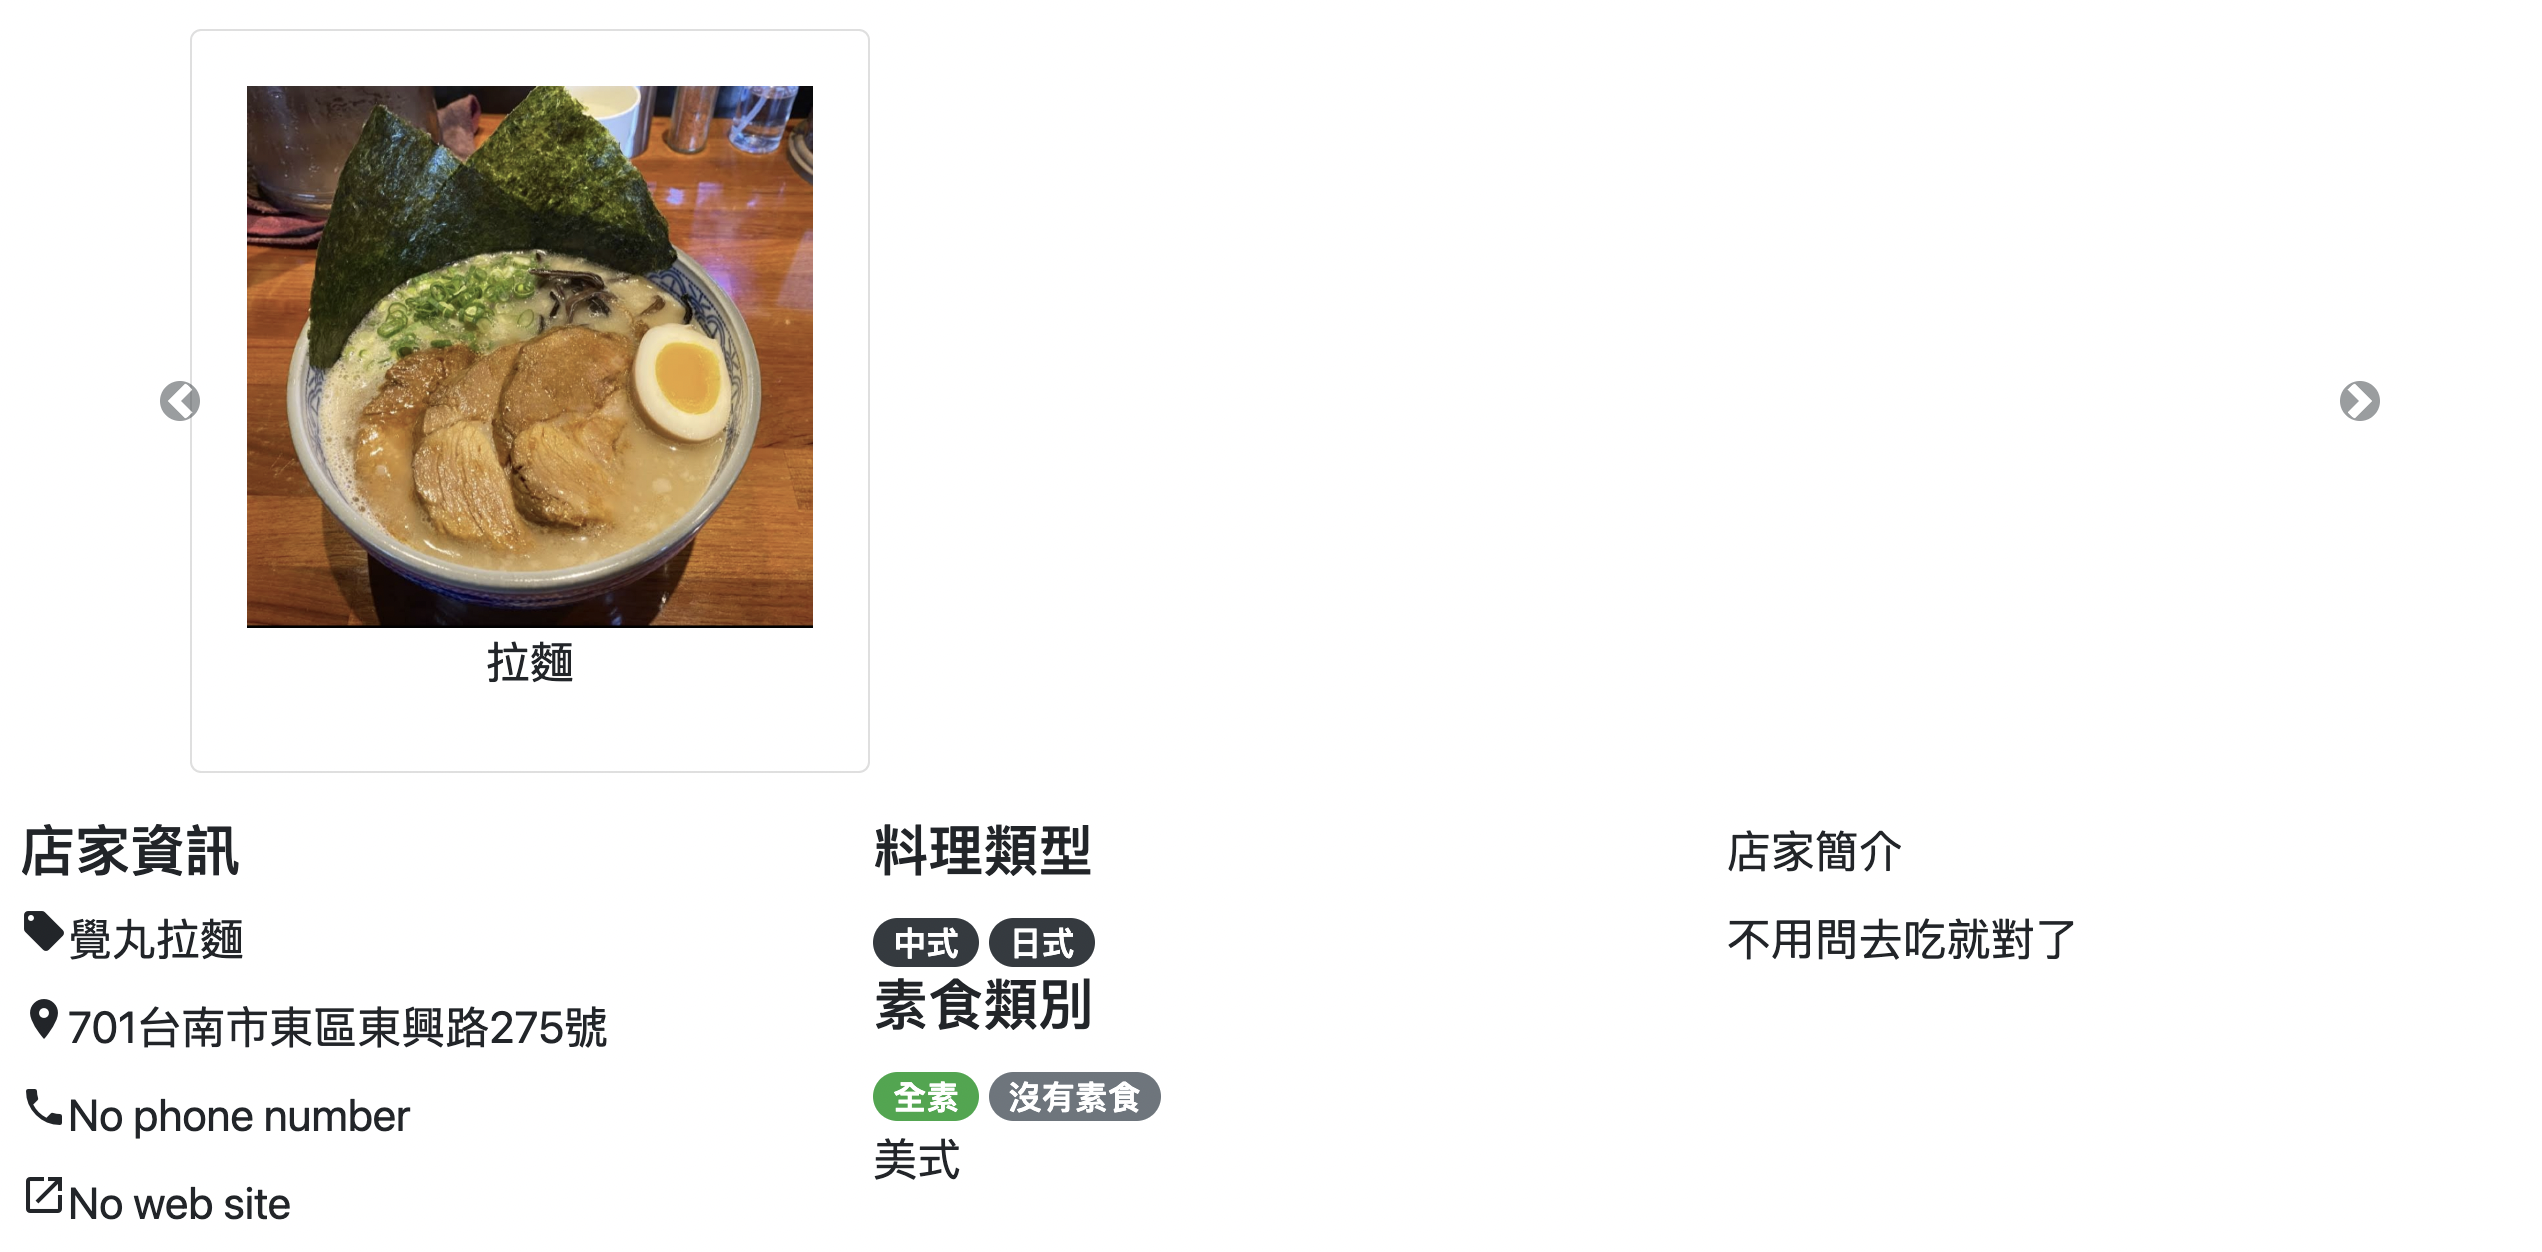 拉麵
店家資訊
覺丸拉麵
701台南市東區東興路275號
No phone number
No web site
料理類型
中式 日式
素食類別
全素 沒有素食
美式
店家簡介
不用問去吃就對了